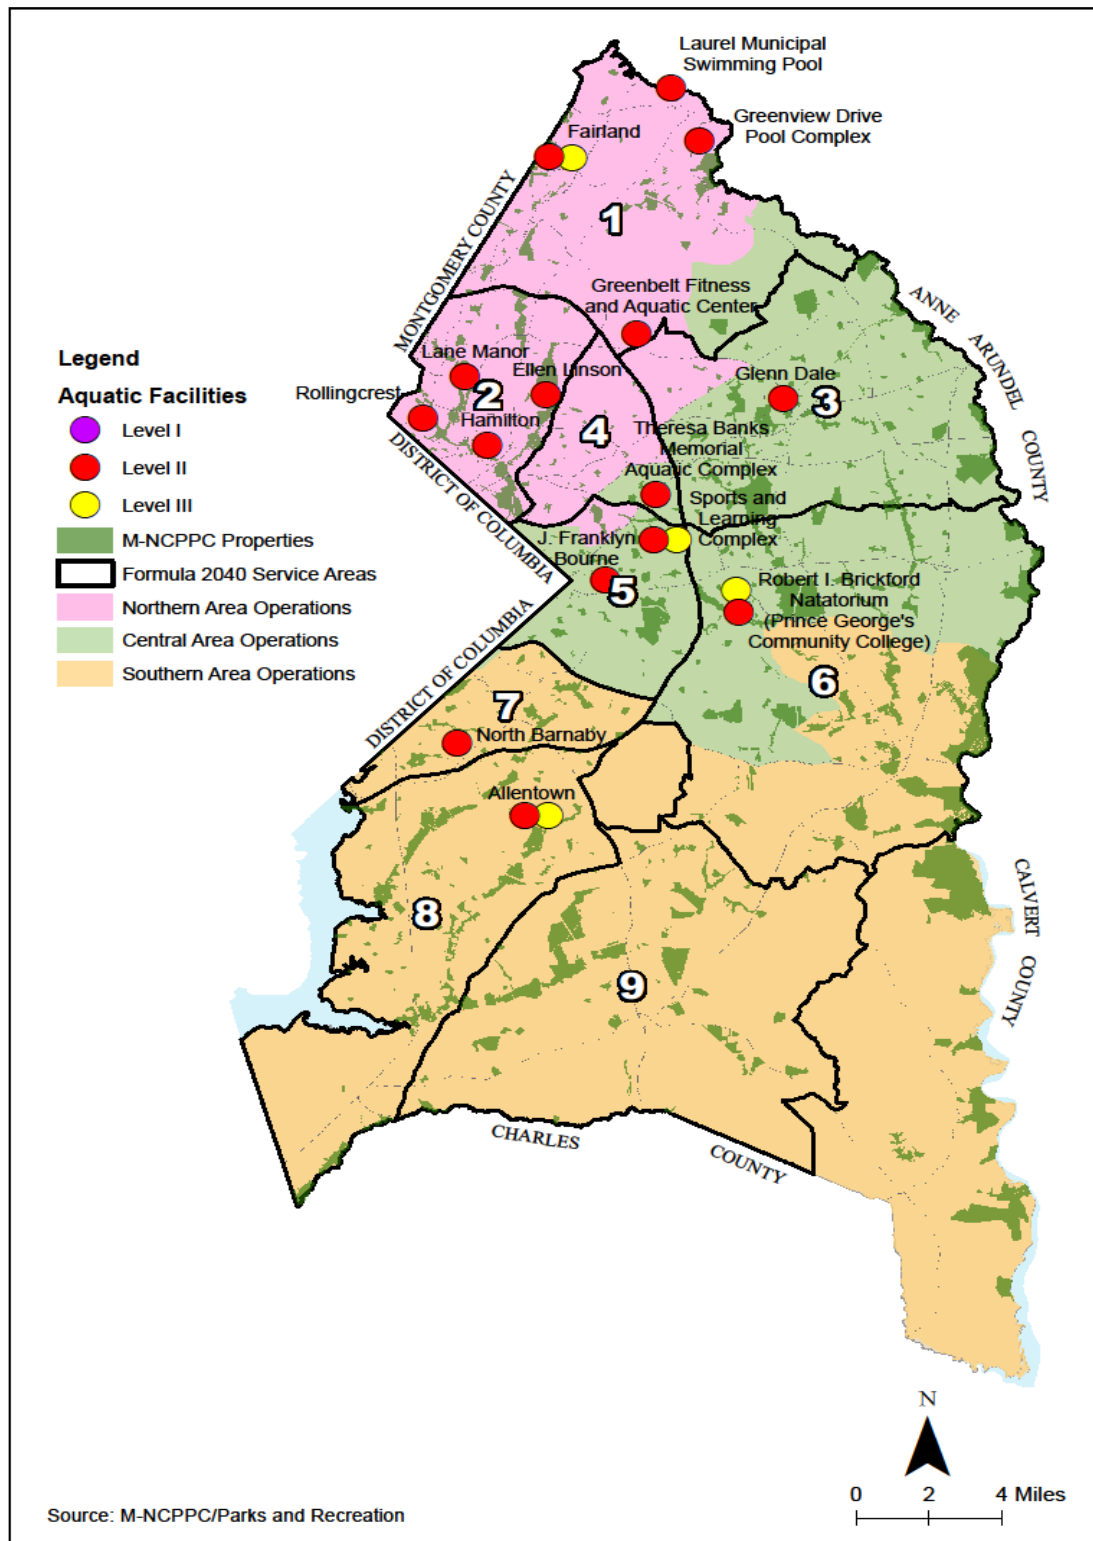 Laurel Municipal
Swimming Pool
Greenview Drive
Pool Complex
Fairland
MONTGOMERY COUNTY
1
Greenbelt Fitness
and Aquatic Center
ANNE ARUNDEL COUNTY
Legend
Aquatic Facilities
Level I
Level II
Level III
M-NCPPC Properties
Formula 2040 Service Areas
Northern Area Operations
Central Area Operations
Southern Area Operations
Lane Manor
Ellen Linson
Rollingcrest
2
Hamilton
Glenn Dale
3
4
Theresa Banks
Memorial
Aquatic Complex
DISTRICT OF COLUMBIA
Sports and
Learning
Complex
J. Franklyn
Bourne
5
Robert I. Brickford
Natatorium
(Prince George's
Community College)
DISTRICT OF COLUMBIA
6
7
North Barnaby
Allentown
8
CALVERT COUNTY
9
CHARLES COUNTY
N
0 2 4 Miles
Source: M-NCPPC/Parks and Recreation